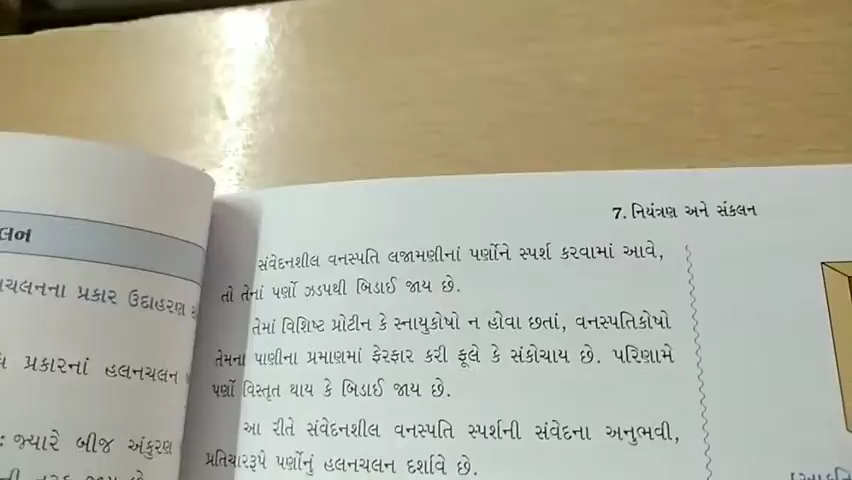 લન
પ્રકાર ઉદાહરણ
પ્રકારનાં હલનચલન
: જ્યારે બીજ અંકુરણ
7. નિયંત્રણ અને સંકલન
સંવેદનશીલ વનસ્પતિ લજામણીનાં પર્ણોને સ્પર્શ કરવામાં આવે,
તો તેનાં પર્ણો ઝડપથી બિડાઈ જાય છે.
તેમાં વિશિષ્ટ પ્રોટીન કે સ્નાયુકોષો ન હોવા છતાં, વનસ્પતિકોષો
તેમના પાણીના પ્રમાણમાં ફેરફાર કરી ફૂલે કે સંકોચાય છે. પરિણામે
પર્ણો વિસ્તૃત થાય કે બિડાઈ જાય છે.
આ રીતે સંવેદનશીલ વનસ્પતિ સ્પર્શની સંવેદના અનુભવી,
પ્રતિચારરૂપે પર્ણોનું હલનચલન દર્શાવે છે.